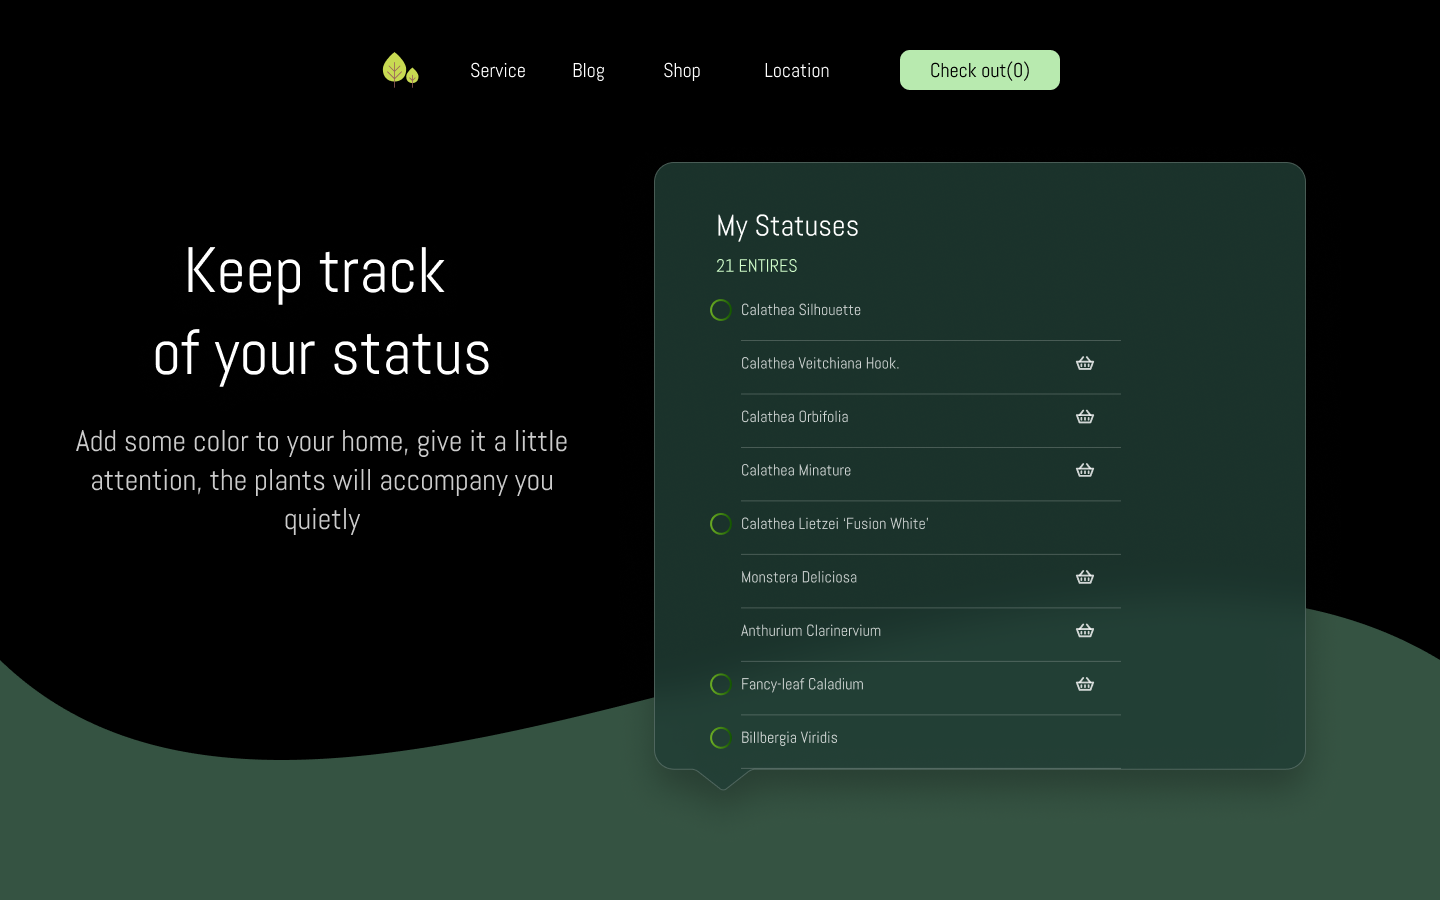 Service
Blog
Shop
Location
Check out(0)
Keep track
of your status
Add some color to your home, give it a little
attention, the plants will accompany you
quietly
My Statuses
21 ENTIRES
Calathea Silhouette
Calathea Veitchiana Hook.
Calathea Orbifolia
Calathea Minature
Calathea Lietzei ‘Fusion White’
Monstera Deliciosa
Anthurium Clarinervium
Fancy-leaf Caladium
Billbergia Viridis